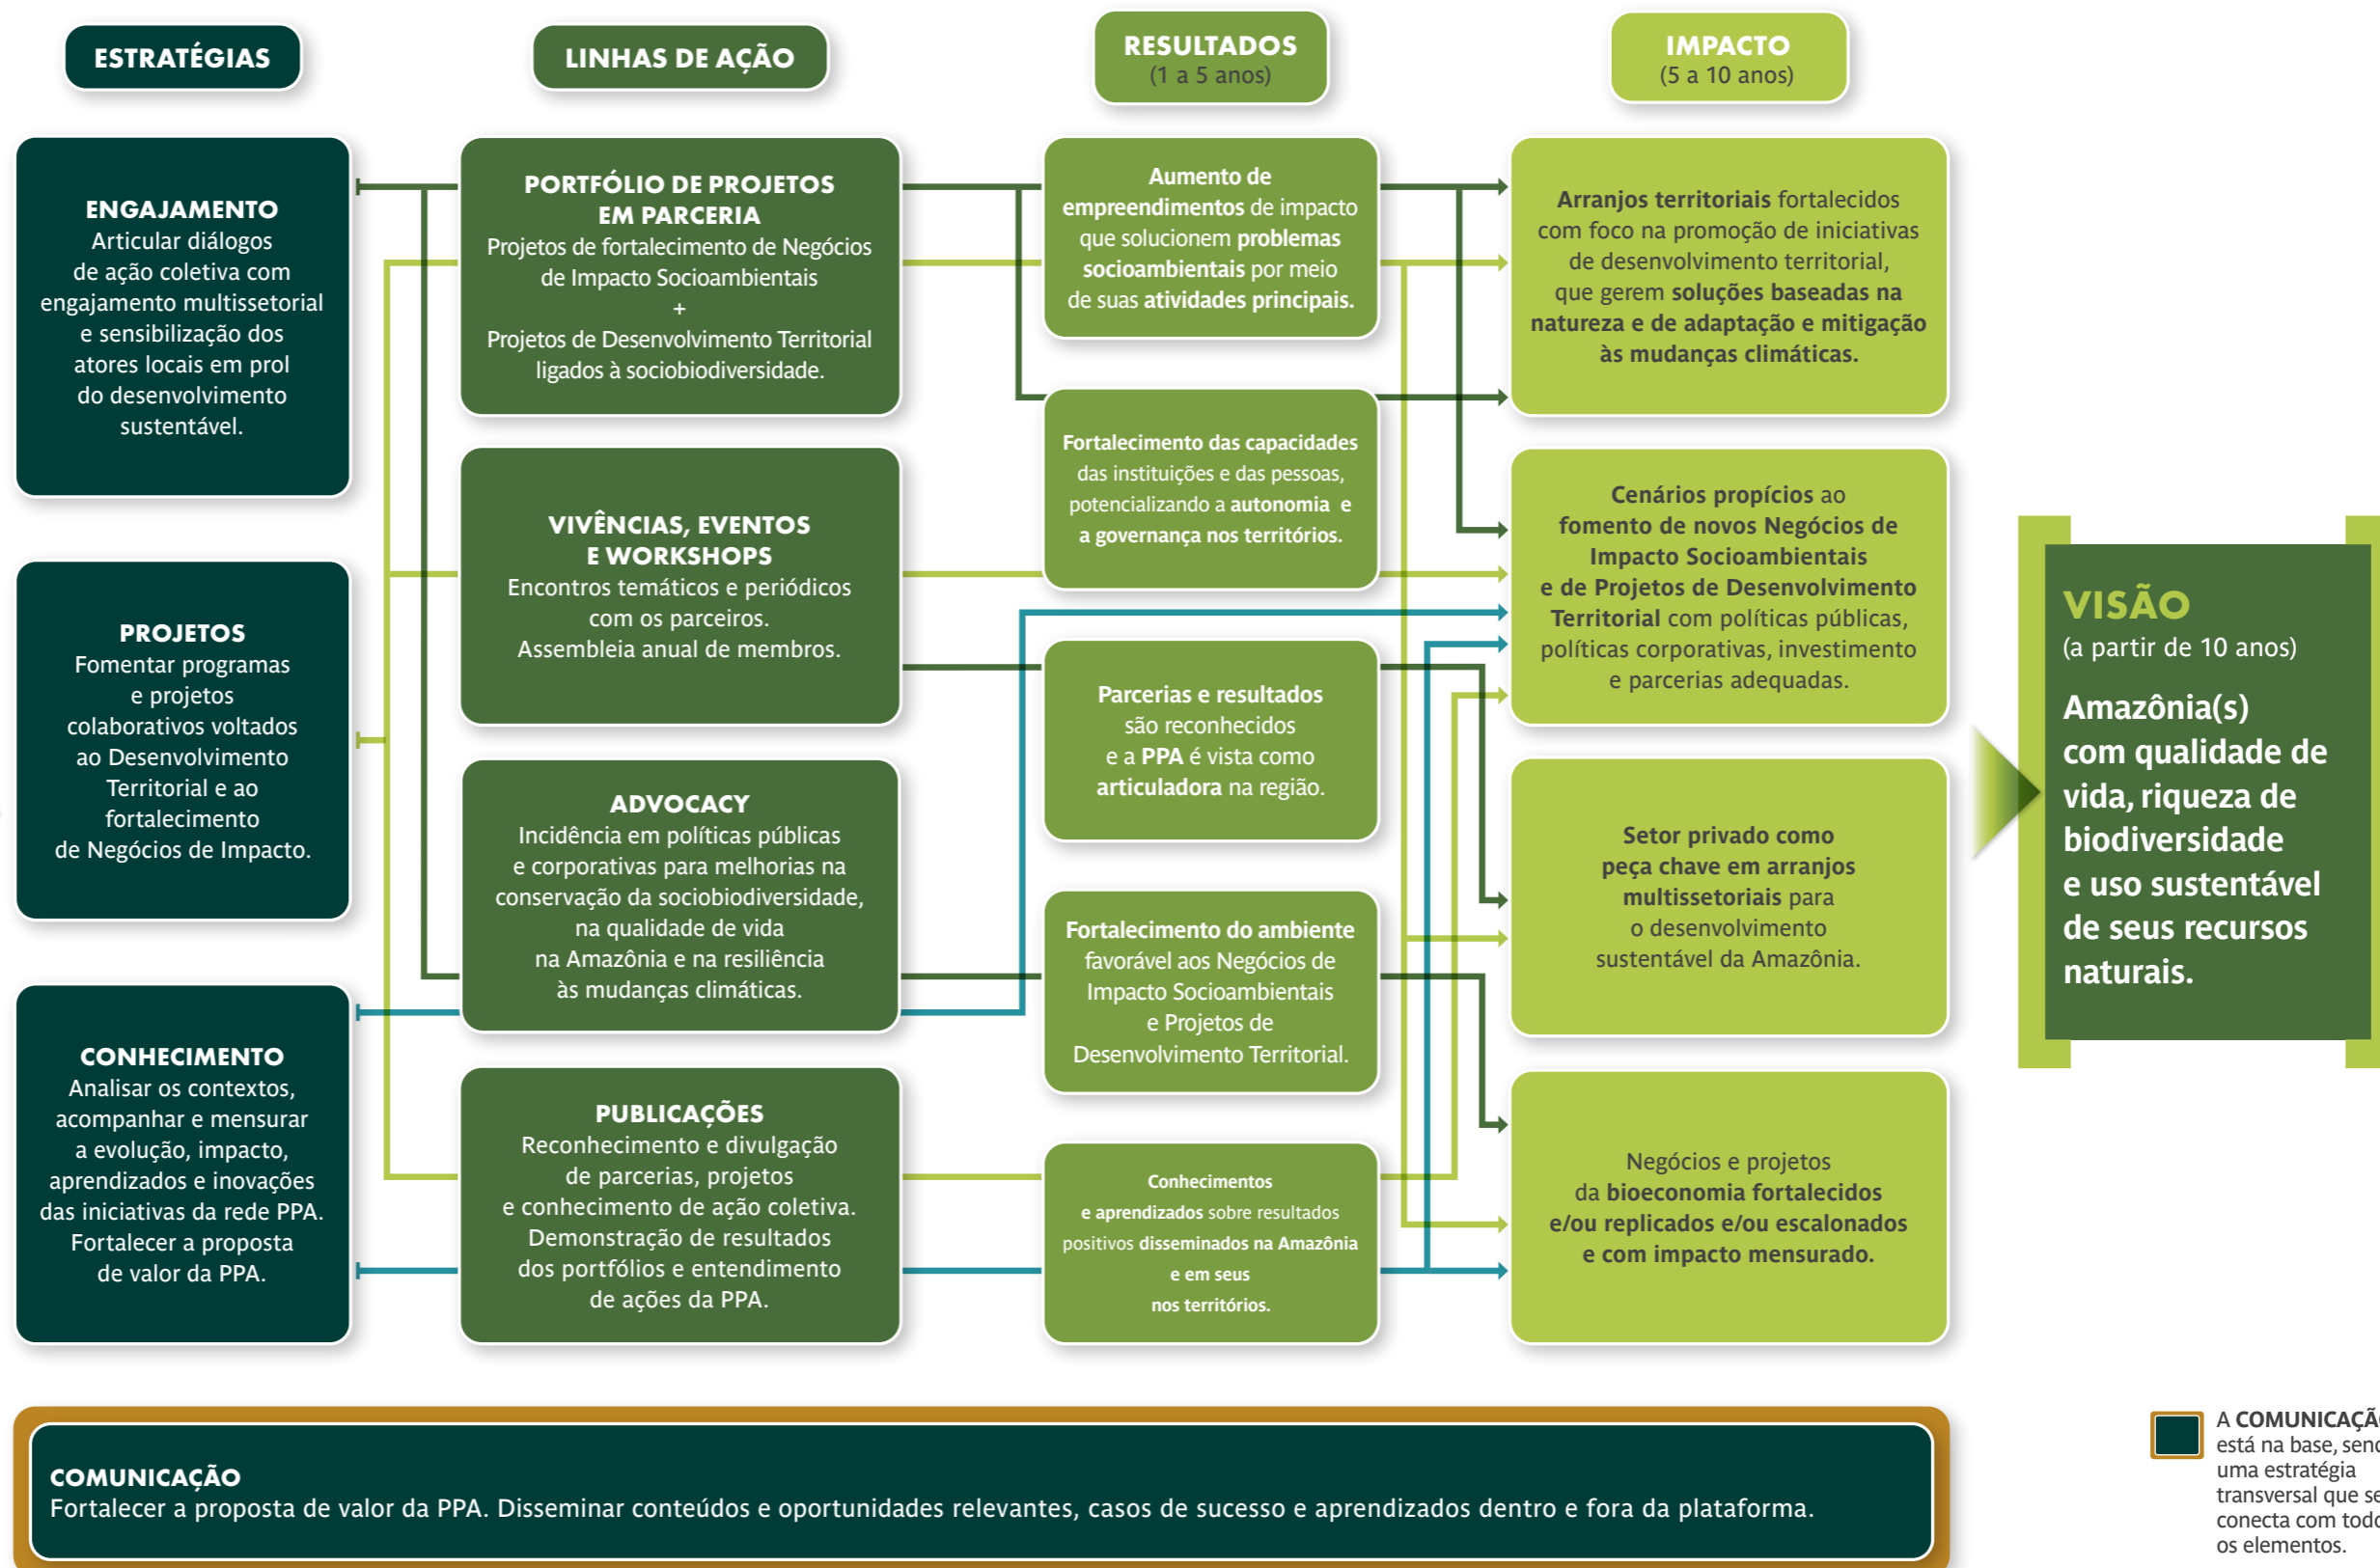 ESTRATÉGIAS
LINHAS DE AÇÃO
RESULTADOS
(1 a 5 anos)
IMPACTO
(5 a 10 anos)
ENGAJAMENTO
Articular diálogos
de ação coletiva com
engajamento multissetorial
e sensibilização dos
atores locais em prol
do desenvolvimento
sustentável.
PROJETOS
Fomentar programas
e projetos
colaborativos voltados
ao Desenvolvimento
Territorial e ao
fortalecimento
de Negócios de Impacto.
CONHECIMENTO
Analisar os contextos,
acompanhar e mensurar
a evolução, impacto,
aprendizados e inovações
das iniciativas da rede PPA.
Fortalecer a proposta
de valor da PPA.
PORTFÓLIO DE PROJETOS
EM PARCERIA
Projetos de fortalecimento de Negócios
de Impacto Socioambientais
+
Projetos de Desenvolvimento Territorial
ligados à sociobiodiversidade.
VIVÊNCIAS, EVENTOS
E WORKSHOPS
Encontros temáticos e periódicos
com os parceiros.
Assembleia anual de membros.
ADVOCACY
Incidência em políticas públicas
e corporativas para melhorias na
conservação da sociobiodiversidade,
na qualidade de vida
na Amazônia e na resiliência
às mudanças climáticas.
PUBLICAÇÕES
Reconhecimento e divulgação
de parcerias, projetos
e conhecimento de ação coletiva.
Demonstração de resultados
dos portfólios e entendimento
de ações da PPA.
Aumento de
empreendimentos de impacto
que solucionem problemas
socioambientais por meio
de suas atividades principais.
Fortalecimento das capacidades
das instituições e das pessoas,
potencializando a autonomia e
a governança nos territórios.
Parcerias e resultados
são reconhecidos
e a PPA é vista como
articuladora na região.
Fortalecimento do ambiente
favorável aos Negócios de
Impacto Socioambientais
e Projetos de
Desenvolvimento Territorial.
Conhecimentos
e aprendizados sobre resultados
positivos disseminados na Amazônia
e em seus
nos territórios.
Arranjos territoriais fortalecidos
com foco na promoção de iniciativas
de desenvolvimento territorial,
que gerem soluções baseadas na
natureza e de adaptação e mitigação
às mudanças climáticas.
Cenários propícios ao
fomento de novos Negócios de
Impacto Socioambientais
e de Projetos de Desenvolvimento
Territorial com políticas públicas,
políticas corporativas, investimento
e parcerias adequadas.
Setor privado como
peça chave em arranjos
multissetoriais para
o desenvolvimento
sustentável da Amazônia.
Negócios e projetos
da bioeconomia fortalecidos
e/ou replicados e/ou escalonados
e com impacto mensurado.
VISÃO
(a partir de 10 anos)
Amazônia(s)
com qualidade de
vida, riqueza de
biodiversidade
e uso sustentável
de seus recursos
naturais.
COMUNICAÇÃO
Fortalecer a proposta de valor da PPA. Disseminar conteúdos e oportunidades relevantes, casos de sucesso e aprendizados dentro e fora da plataforma.
A
está na base,
uma estratégia
transversal que se
conecta com
os elementos.